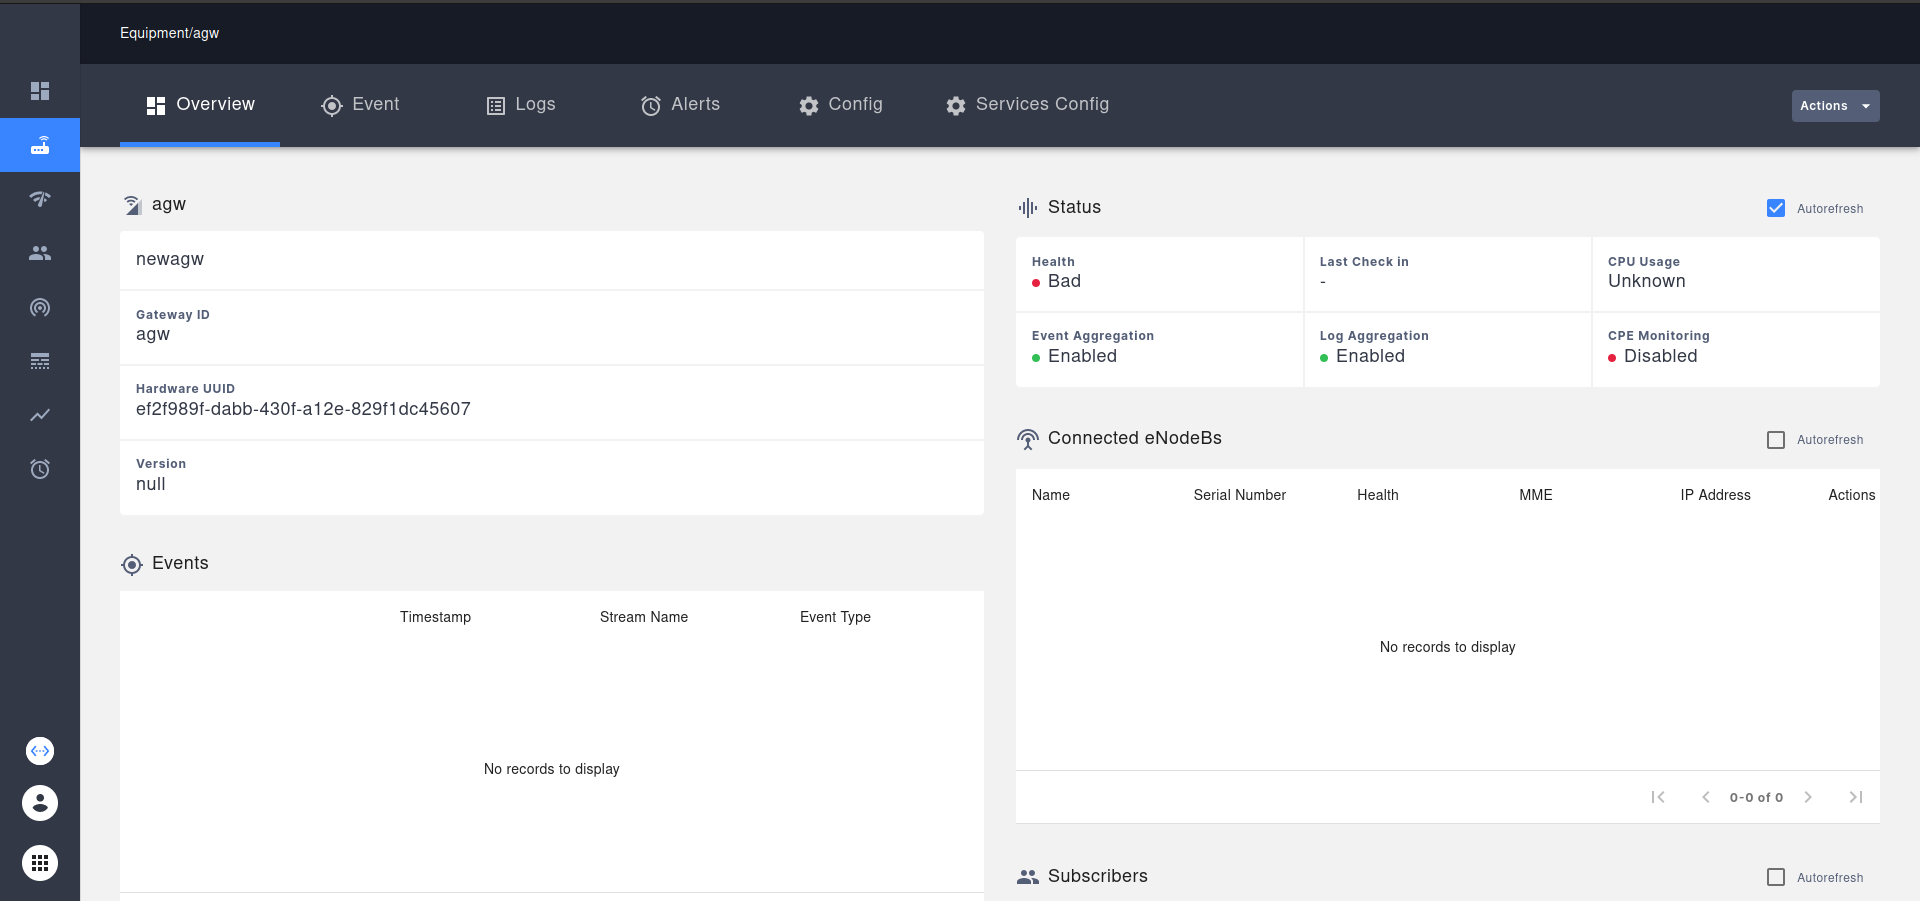 Equipment/agw
Overview
Event
Logs
Alerts
Config
Services Config
Actions
agw
newagw
Gateway ID
agw
Hardware UUID
ef2f989f-dabb-430f-a12e-829f1dc45607
Version
null
Events
Timestamp Stream Name Event Type
No records to display
Status
Autorefresh
Health
Bad
Last Check in
-
CPU Usage
Unknown
Event Aggregation
Enabled
Log Aggregation
Enabled
CPE Monitoring
Disabled
Connected eNodeBs
Autorefresh
Name Serial Number Health MME IP Address Actions
No records to display
0-0 of 0
Subscribers
Autorefresh